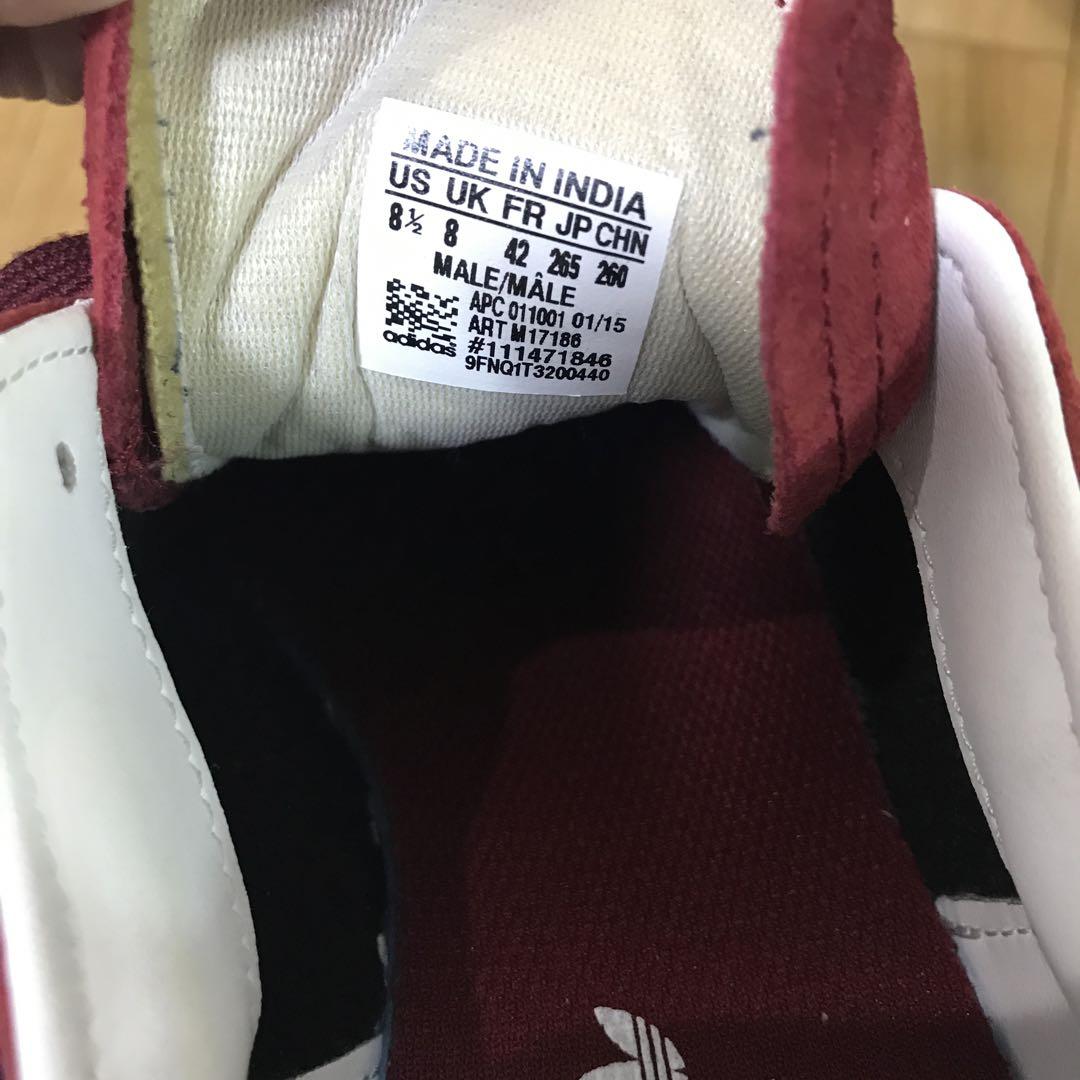 MADE IN INDIA
US UK FR JP CHN
8½ 8 42 265 260
MALE/MÂLE
APC 011001 01/15
ART M17186
#111471846
adidas
9FNQ1T3200440